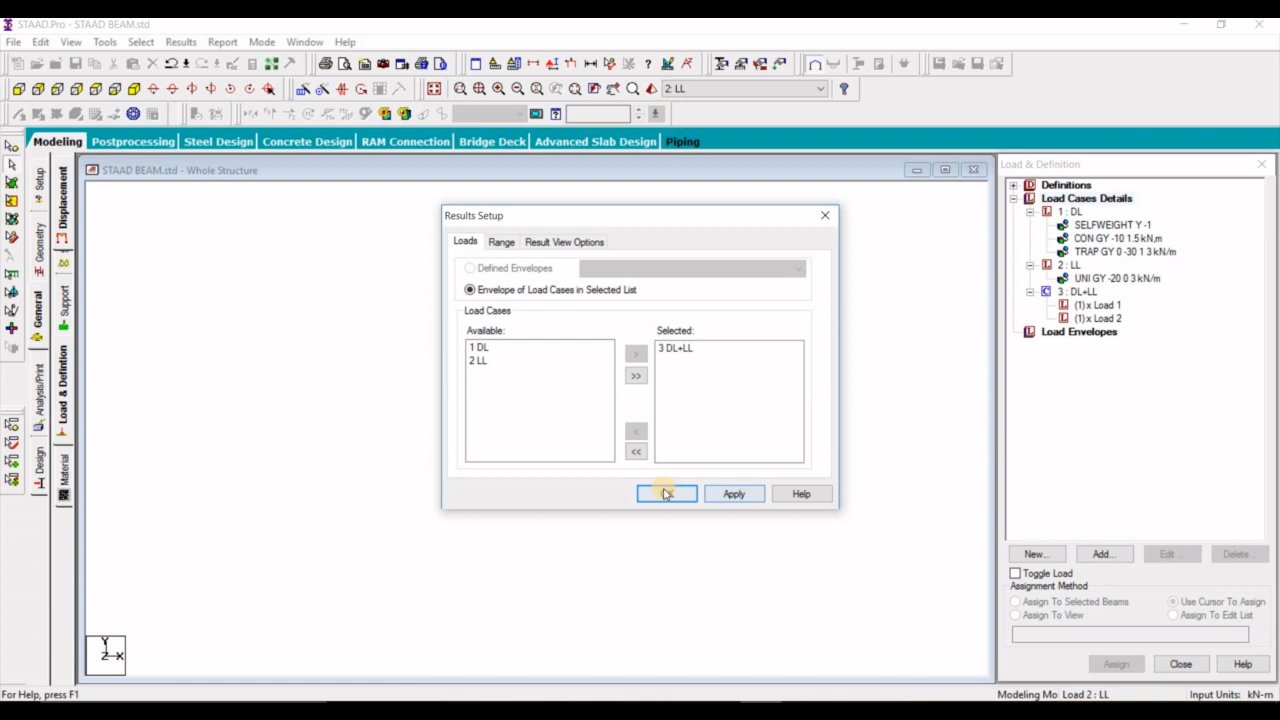 STAAD.Pro - STAAD BEAM.std
File Edit View Tools Select Results Report Mode Window Help
2: LL
Modeling Postprocessing Steel Design Concrete Design RAM Connection Bridge Deck Advanced Slab Design Piping
Setup
Geometry
General
Analysis/Print
Design
Displacement
Support
Load & Definition
Material
STAAD BEAM.std - Whole Structure
Results Setup
Loads Range Result View Options
Defined Envelopes
Envelope of Load Cases in Selected List
Load Cases
Available:
1 DL
2 LL
Selected:
3 DL+LL
>
>>
<
<<
Apply
Help
Y
Z X
Load & Definition
Definitions
Load Cases Details
1 : DL
SELFWEIGHT Y -1
CON GY -10 1.5 kN,m
TRAP GY 0 -30 1 3 kN/m
2 : LL
UNI GY -20 0 3 kN/m
3 : DL+LL
(1) x Load 1
(1) x Load 2
Load Envelopes
New... Add... Edit ... Delete...
Toggle Load
Assignment Method
Assign To Selected Beams Use Cursor To Assign
Assign To View Assign To Edit List
Assign Close Help
For Help, press F1
Modeling Mo Load 2 : LL Input Units: kN-m